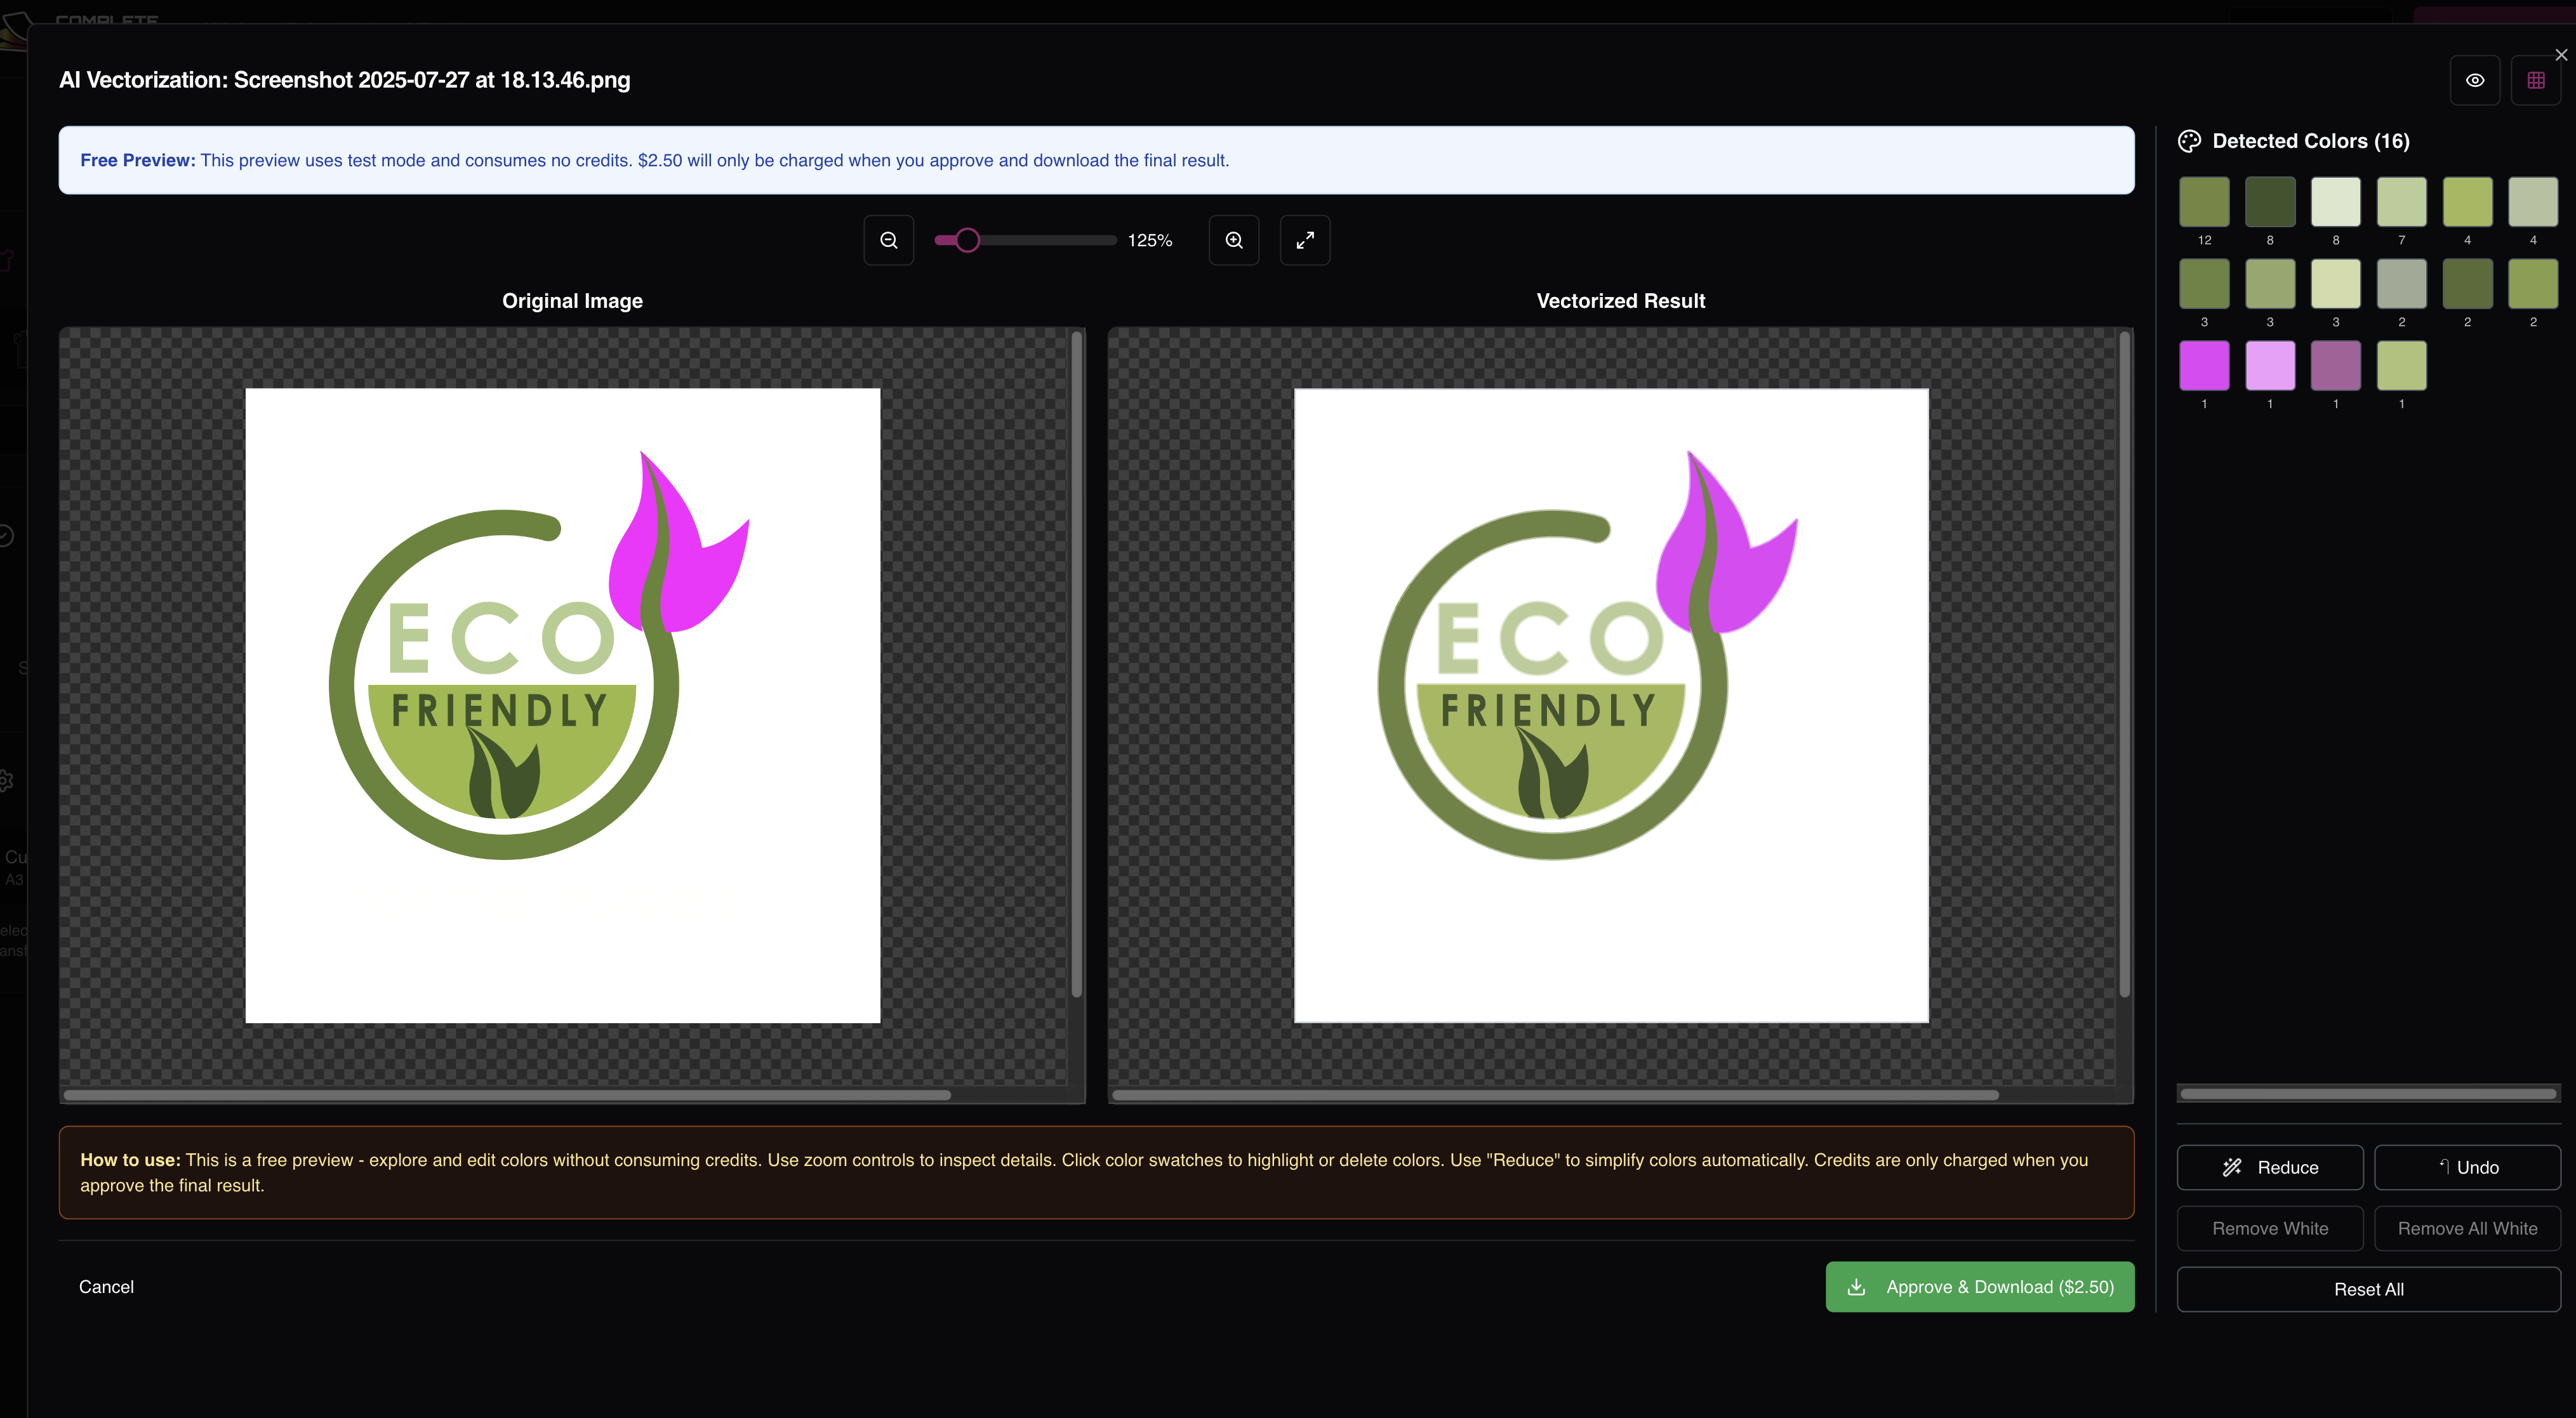 COMPLETE
AI Vectorization: Screenshot 2025-07-27 at 18.13.46.png
Free Preview: This preview uses test mode and consumes no credits. $2.50 will only be charged when you approve and download the final result.
125%
Original Image
Vectorized Result
ECO
FRIENDLY
ECO
FRIENDLY
Detected Colors (16)
12 8 8 7 4 4
3 3 3 2 2 2
1 1 1 1
Cu
A3
elec
ansf
How to use: This is a free preview - explore and edit colors without consuming credits. Use zoom controls to inspect details. Click color swatches to highlight or delete colors. Use "Reduce" to simplify colors automatically. Credits are only charged when you
approve the final result.
Cancel
Approve & Download ($2.50)
Reduce
Undo
Remove White
Remove All White
Reset All